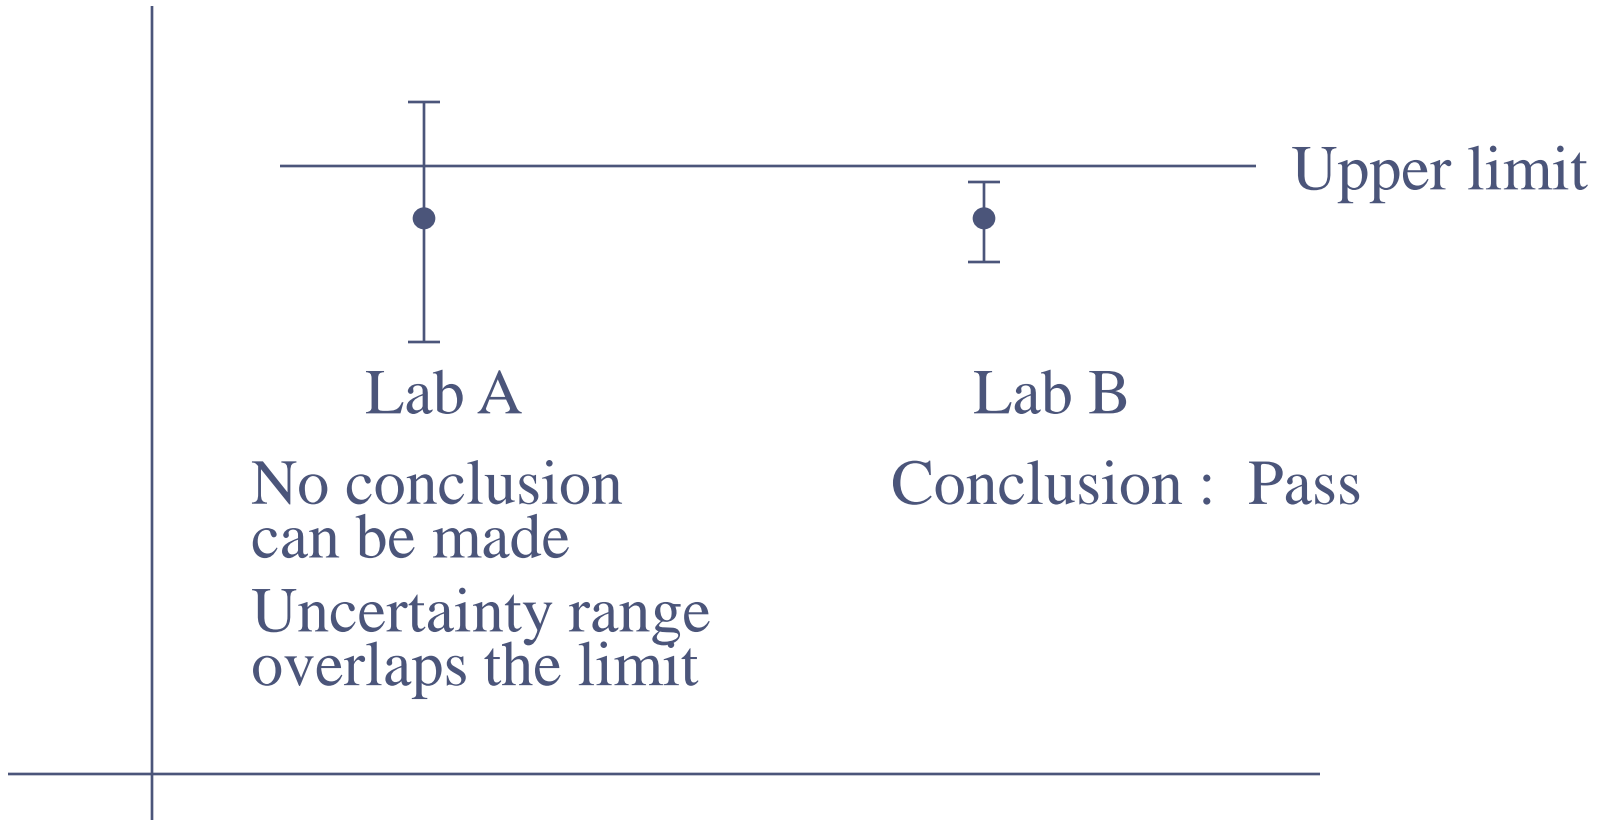 Upper limit
Lab A
No conclusion
can be made
Uncertainty range
overlaps the limit
Lab B
Conclusion :  Pass